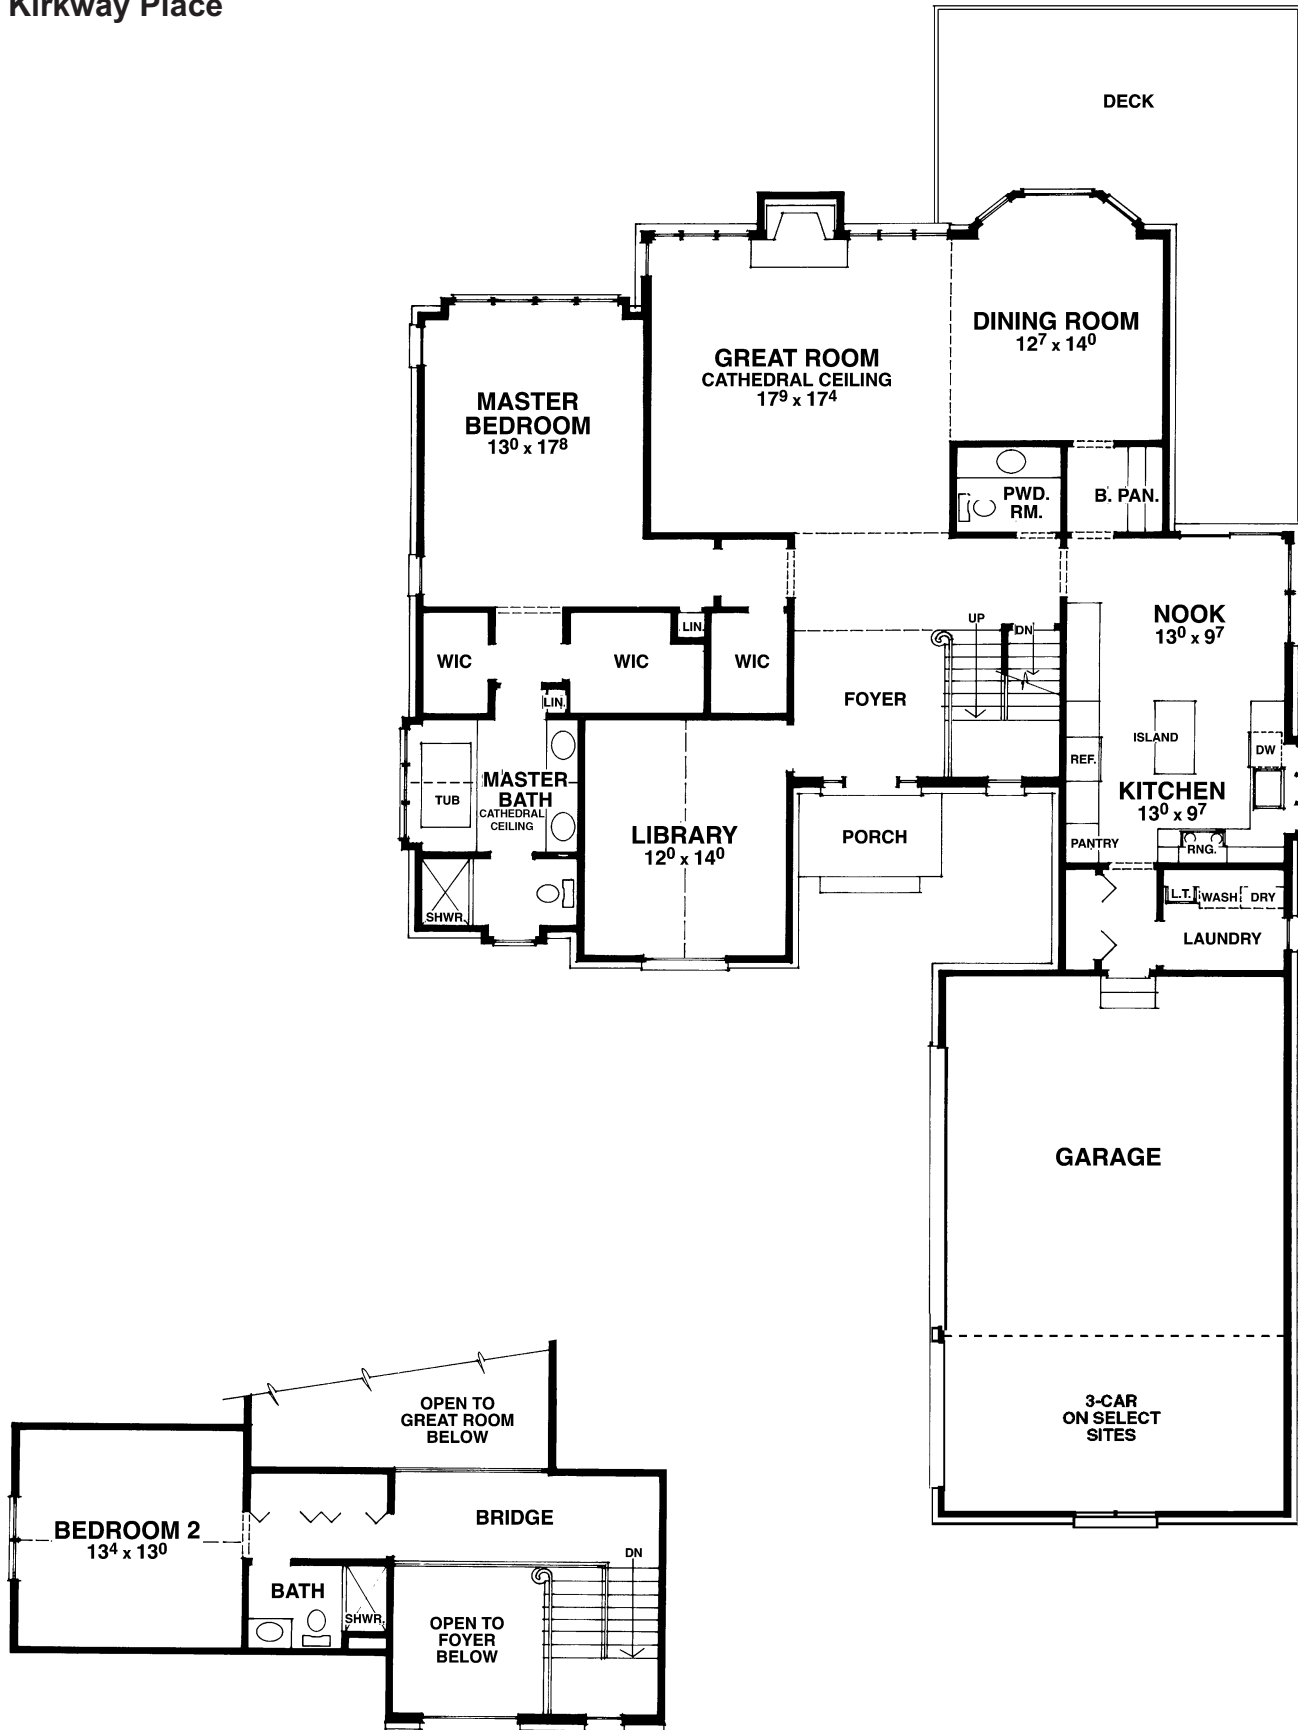 Kirkway Place
DECK
DINING ROOM
12⁷ x 14⁰
GREAT ROOM
CATHEDRAL CEILING
17⁹ x 17⁴
MASTER
BEDROOM
13⁰ x 17⁸
PWD.
RM.
B. PAN.
NOOK
13⁰ x 9⁷
UP
DN
LIN.
WIC
WIC
WIC
LIN.
FOYER
ISLAND
REF.
DW
KITCHEN
13⁰ x 9⁷
PANTRY
RNG.
TUB
MASTER
BATH
CATHEDRAL
CEILING
LIBRARY
12⁰ x 14⁰
PORCH
SHWR.
L.T.
WASH
DRY
LAUNDRY
GARAGE
3-CAR
ON SELECT
SITES
OPEN TO
GREAT ROOM
BELOW
BEDROOM 2
13⁴ x 13⁰
BRIDGE
DN
BATH
SHWR.
OPEN TO
FOYER
BELOW